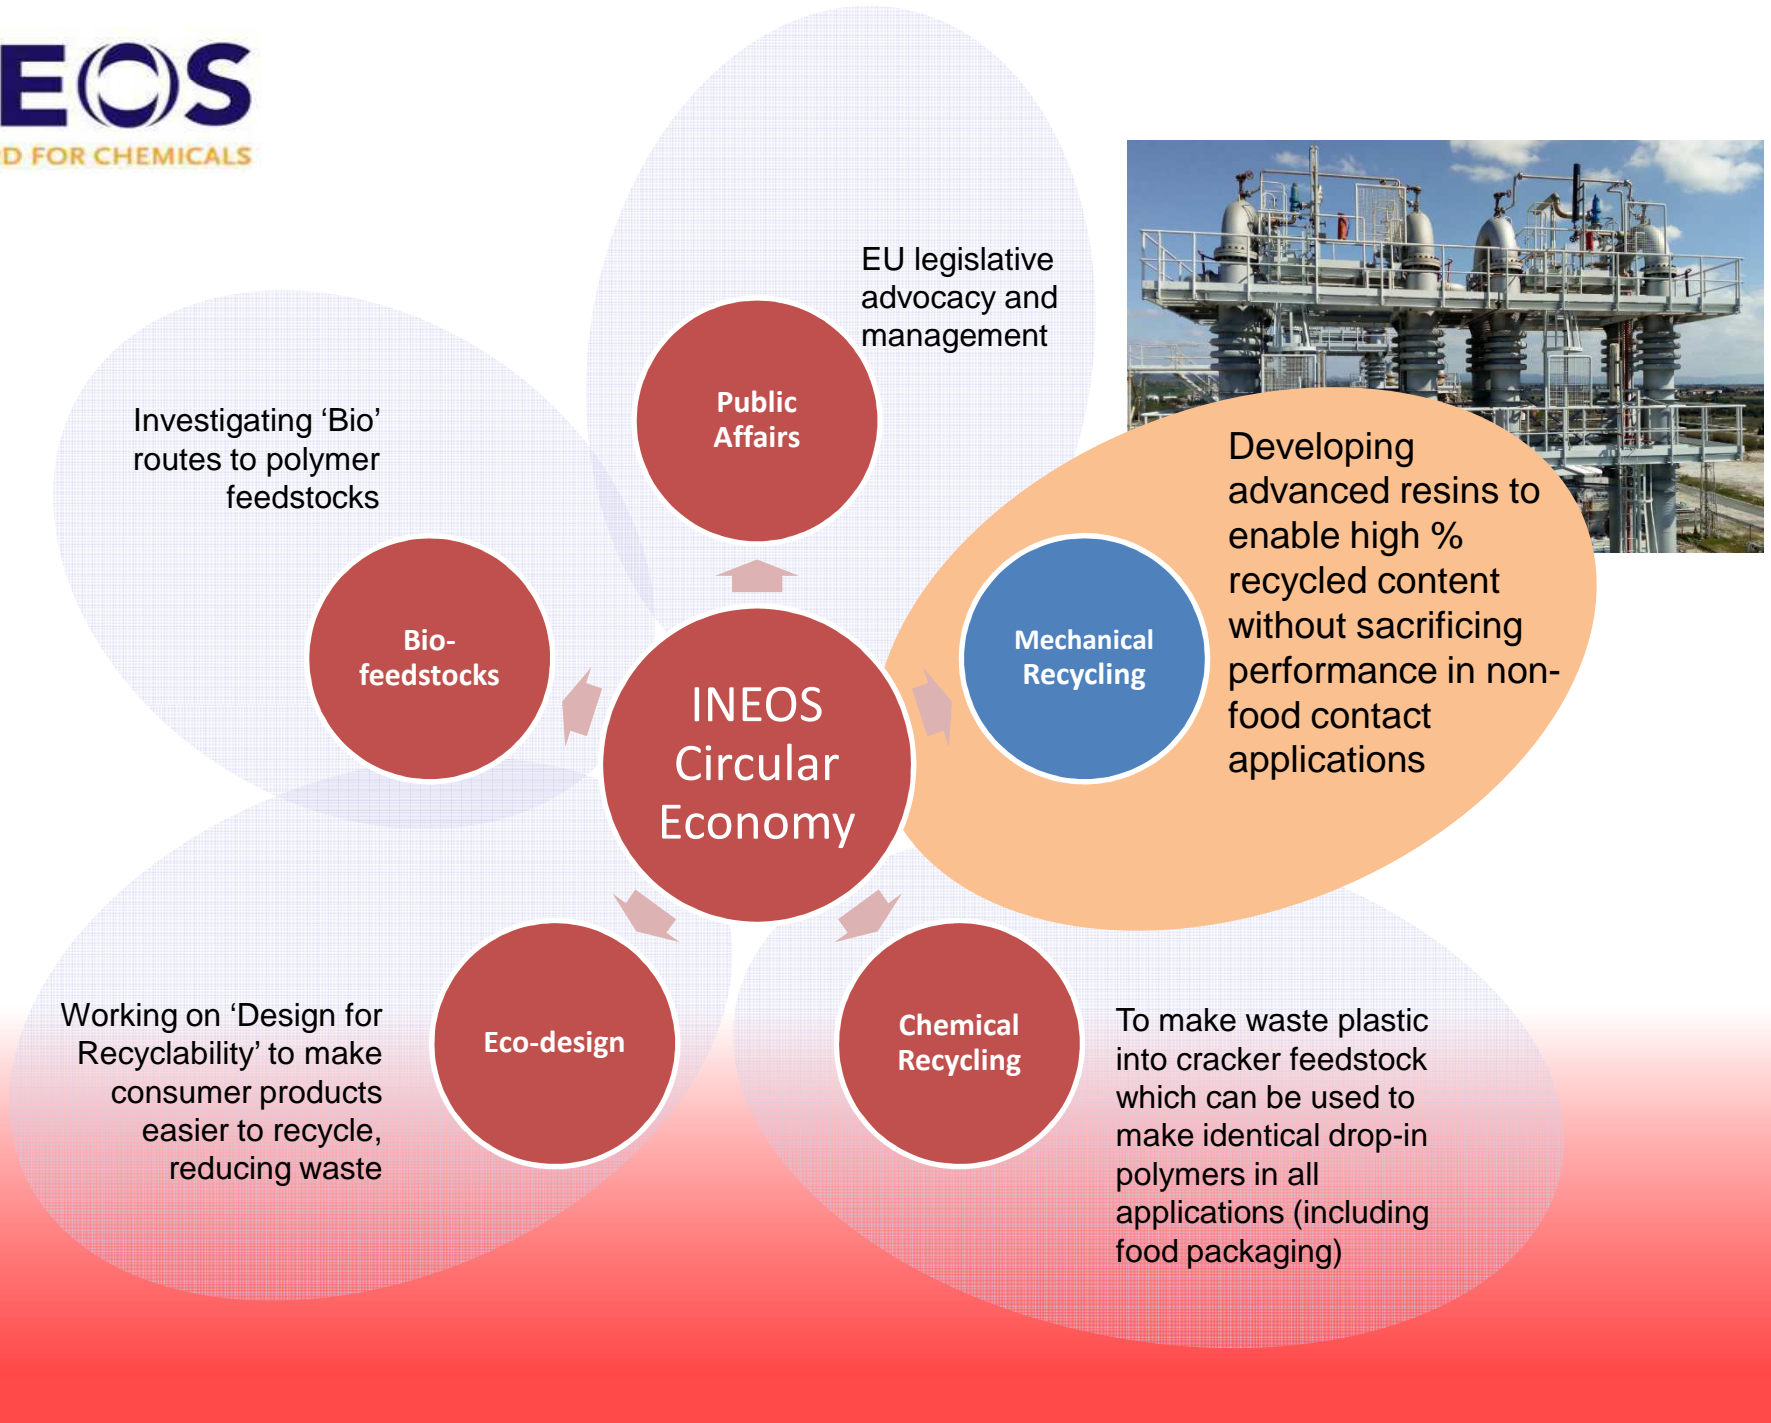 EOS
D FOR CHEMICALS
EU legislative
advocacy and
management
Public
Affairs
Investigating ‘Bio’
routes to polymer
feedstocks
Bio-
feedstocks
Developing
advanced resins to
enable high %
recycled content
without sacrificing
performance in non-
food contact
applications
Mechanical
Recycling
INEOS
Circular
Economy
Working on ‘Design for
Recyclability’ to make
consumer products
easier to recycle,
reducing waste
Eco-design
Chemical
Recycling
To make waste plastic
into cracker feedstock
which can be used to
make identical drop-in
polymers in all
applications (including
food packaging)